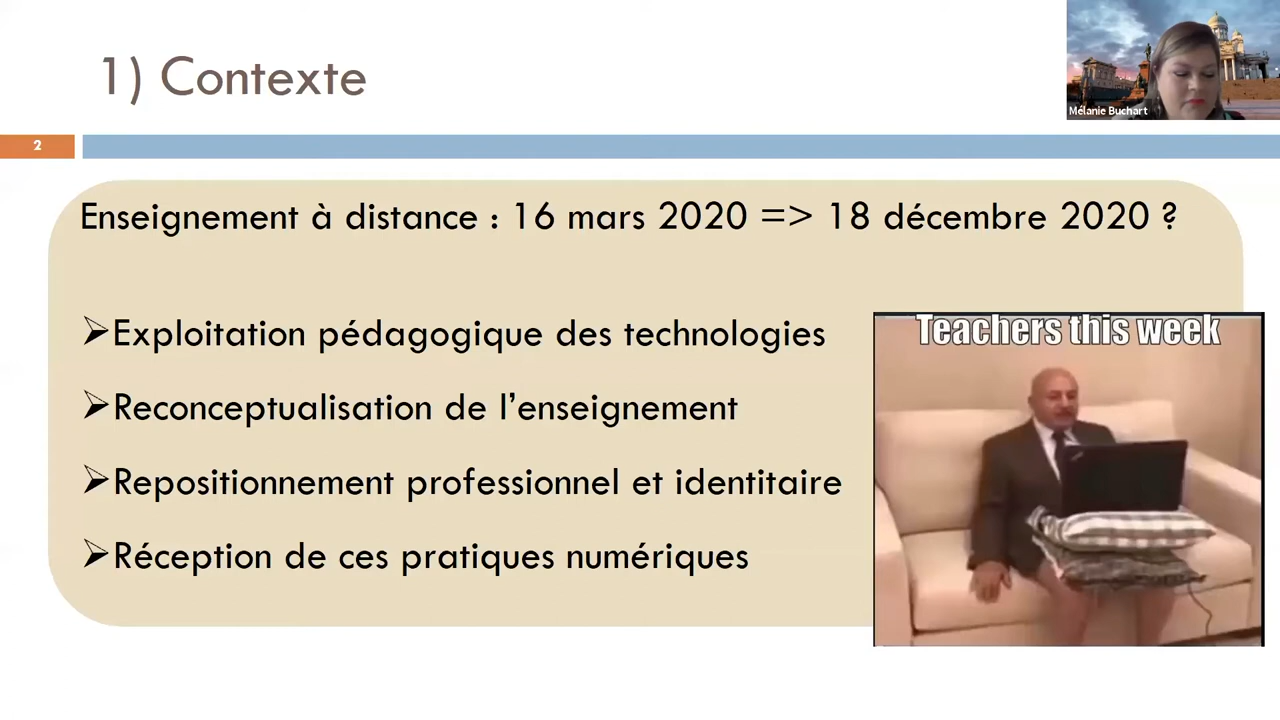 1) Contexte
Mélanie Buchart
2
Enseignement à distance : 16 mars 2020 => 18 décembre 2020 ?
➢Exploitation pédagogique des technologies
➢Reconceptualisation de l’enseignement
➢Repositionnement professionnel et identitaire
➢Réception de ces pratiques numériques
Teachers this week